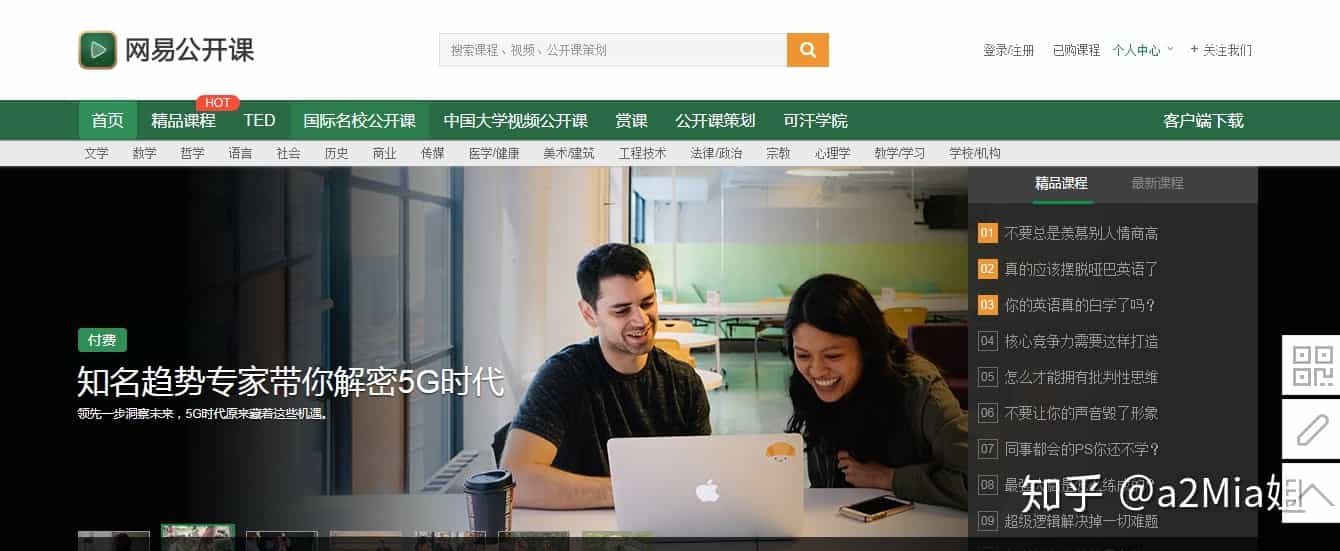 网易公开课
搜索课程、视频、公开课策划
登录/注册 已购课程 个人中心 + 关注我们
HOT
首页 精品课程 TED 国际名校公开课 中国大学视频公开课 赏课 公开课策划 可汗学院 客户端下载
文学 数学 哲学 语言 社会 历史 商业 传媒 医学/健康 美术/建筑 工程技术 法律/政治 宗教 心理学 教学/学习 学校/机构
精品课程 最新课程
01 不要总是羡慕别人情商高
02 真的应该摆脱哑巴英语了
03 你的英语真的白学了吗?
04 核心竞争力需要这样打造
05 怎么才能拥有批判性思维
06 不要让你的声音毁了形象
07 同事都会的PS你还不学?
08
09 超级逻辑解决掉一切难题
付费
知名趋势专家带你解密5G时代
领先一步洞察未来，5G时代原来藏着这些机遇。
知乎 @a2Mia姐